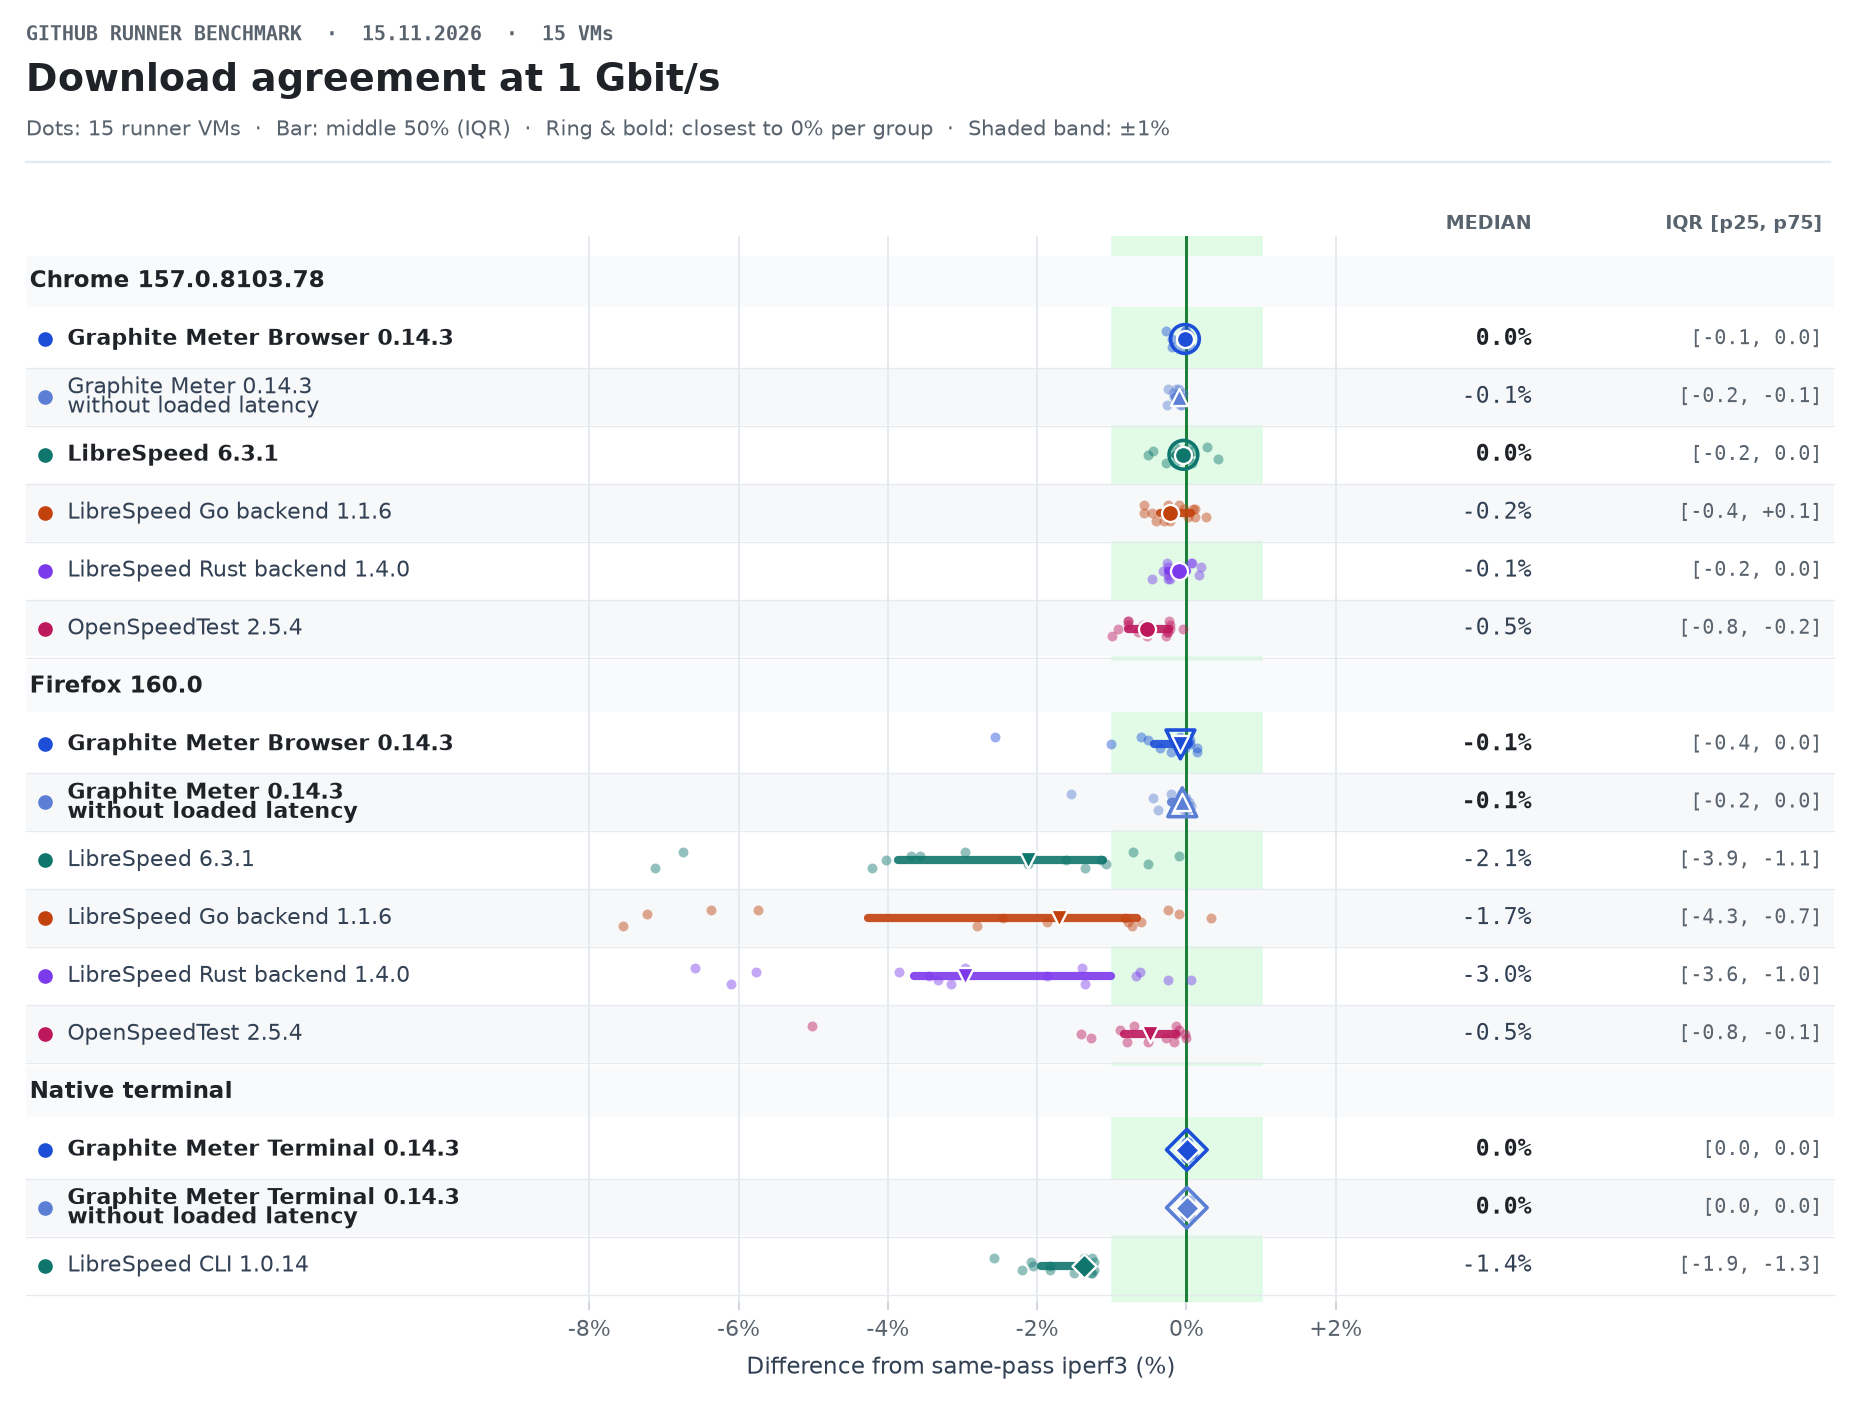 GITHUB RUNNER BENCHMARK · 15.11.2026 · 15 VMs
Download agreement at 1 Gbit/s
Dots: 15 runner VMs · Bar: middle 50% (IQR) · Ring & bold: closest to 0% per group · Shaded band: ±1%
MEDIAN IQR [p25, p75]
Chrome 157.0.8103.78
Graphite Meter Browser 0.14.3 0.0% [-0.1, 0.0]
Graphite Meter 0.14.3
without loaded latency -0.1% [-0.2, -0.1]
LibreSpeed 6.3.1 0.0% [-0.2, 0.0]
LibreSpeed Go backend 1.1.6 -0.2% [-0.4, +0.1]
LibreSpeed Rust backend 1.4.0 -0.1% [-0.2, 0.0]
OpenSpeedTest 2.5.4 -0.5% [-0.8, -0.2]
Firefox 160.0
Graphite Meter Browser 0.14.3 -0.1% [-0.4, 0.0]
Graphite Meter 0.14.3
without loaded latency -0.1% [-0.2, 0.0]
LibreSpeed 6.3.1 -2.1% [-3.9, -1.1]
LibreSpeed Go backend 1.1.6 -1.7% [-4.3, -0.7]
LibreSpeed Rust backend 1.4.0 -3.0% [-3.6, -1.0]
OpenSpeedTest 2.5.4 -0.5% [-0.8, -0.1]
Native terminal
Graphite Meter Terminal 0.14.3 0.0% [0.0, 0.0]
Graphite Meter Terminal 0.14.3
without loaded latency 0.0% [0.0, 0.0]
LibreSpeed CLI 1.0.14 -1.4% [-1.9, -1.3]
-8% -6% -4% -2% 0% +2%
Difference from same-pass iperf3 (%)